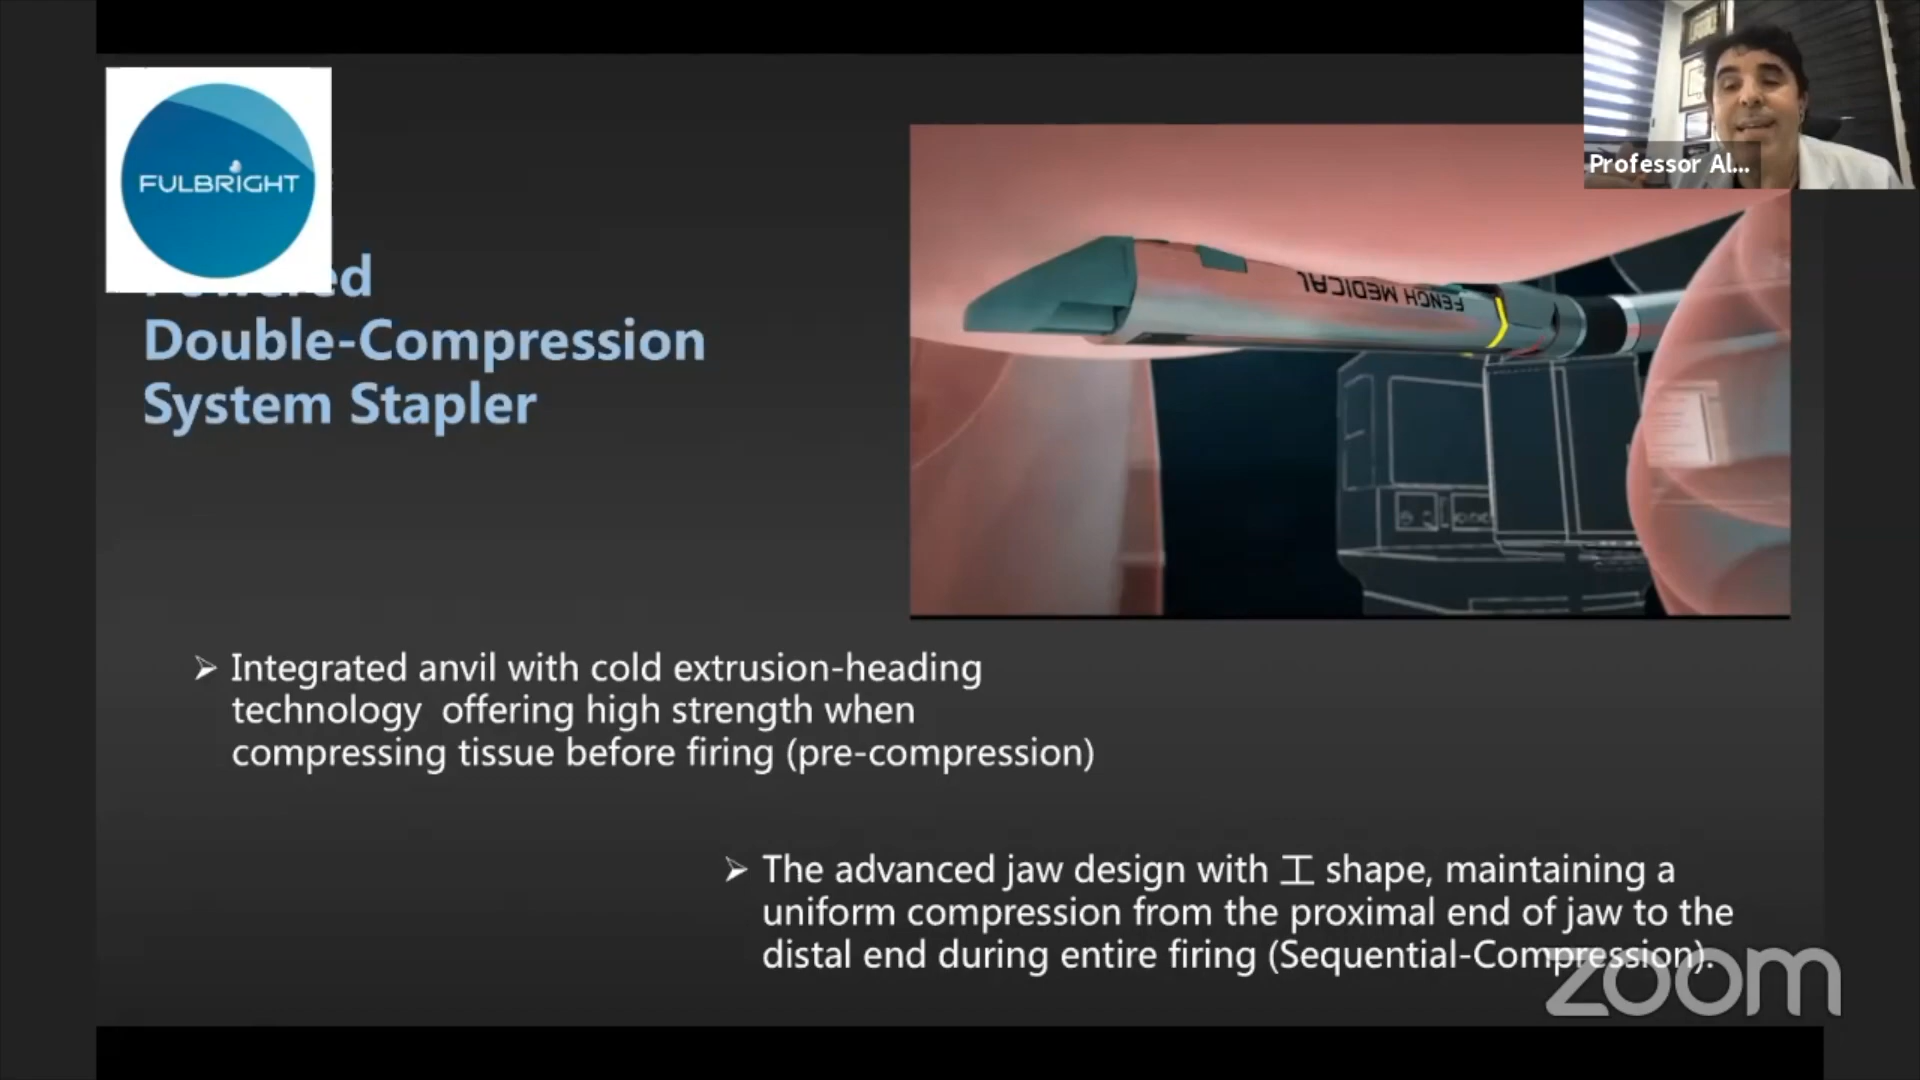 FULBRIGHT
Professor Al...
Powered
Double-Compression
System Stapler
FENGH MEDICAL
➢ Integrated anvil with cold extrusion-heading
technology offering high strength when
compressing tissue before firing (pre-compression)
➢ The advanced jaw design with 工 shape, maintaining a
uniform compression from the proximal end of jaw to the
distal end during entire firing (Sequential-Compression).
zoom